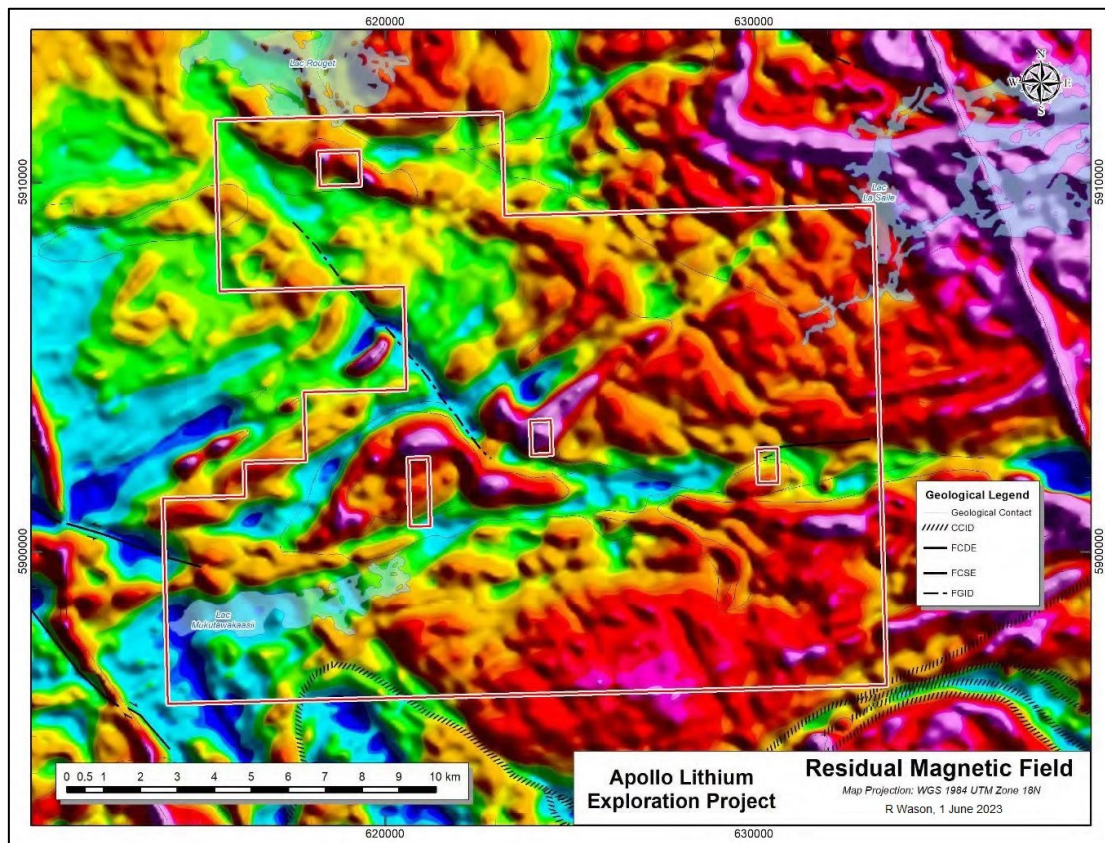 620000
630000
Lac Rouget
N
W
E
S
5910000
5910000
Lac
La Salle
Geological Legend
Geological Contact
CCID
FCDE
FCSE
FGID
5900000
5900000
Lac
Mukutawakaasii
0 0.5 1 2 3 4 5 6 7 8 9 10 km
Apollo Lithium
Exploration Project
Residual Magnetic Field
Map Projection: WGS 1984 UTM Zone 18N
R Wason, 1 June 2023
620000
630000